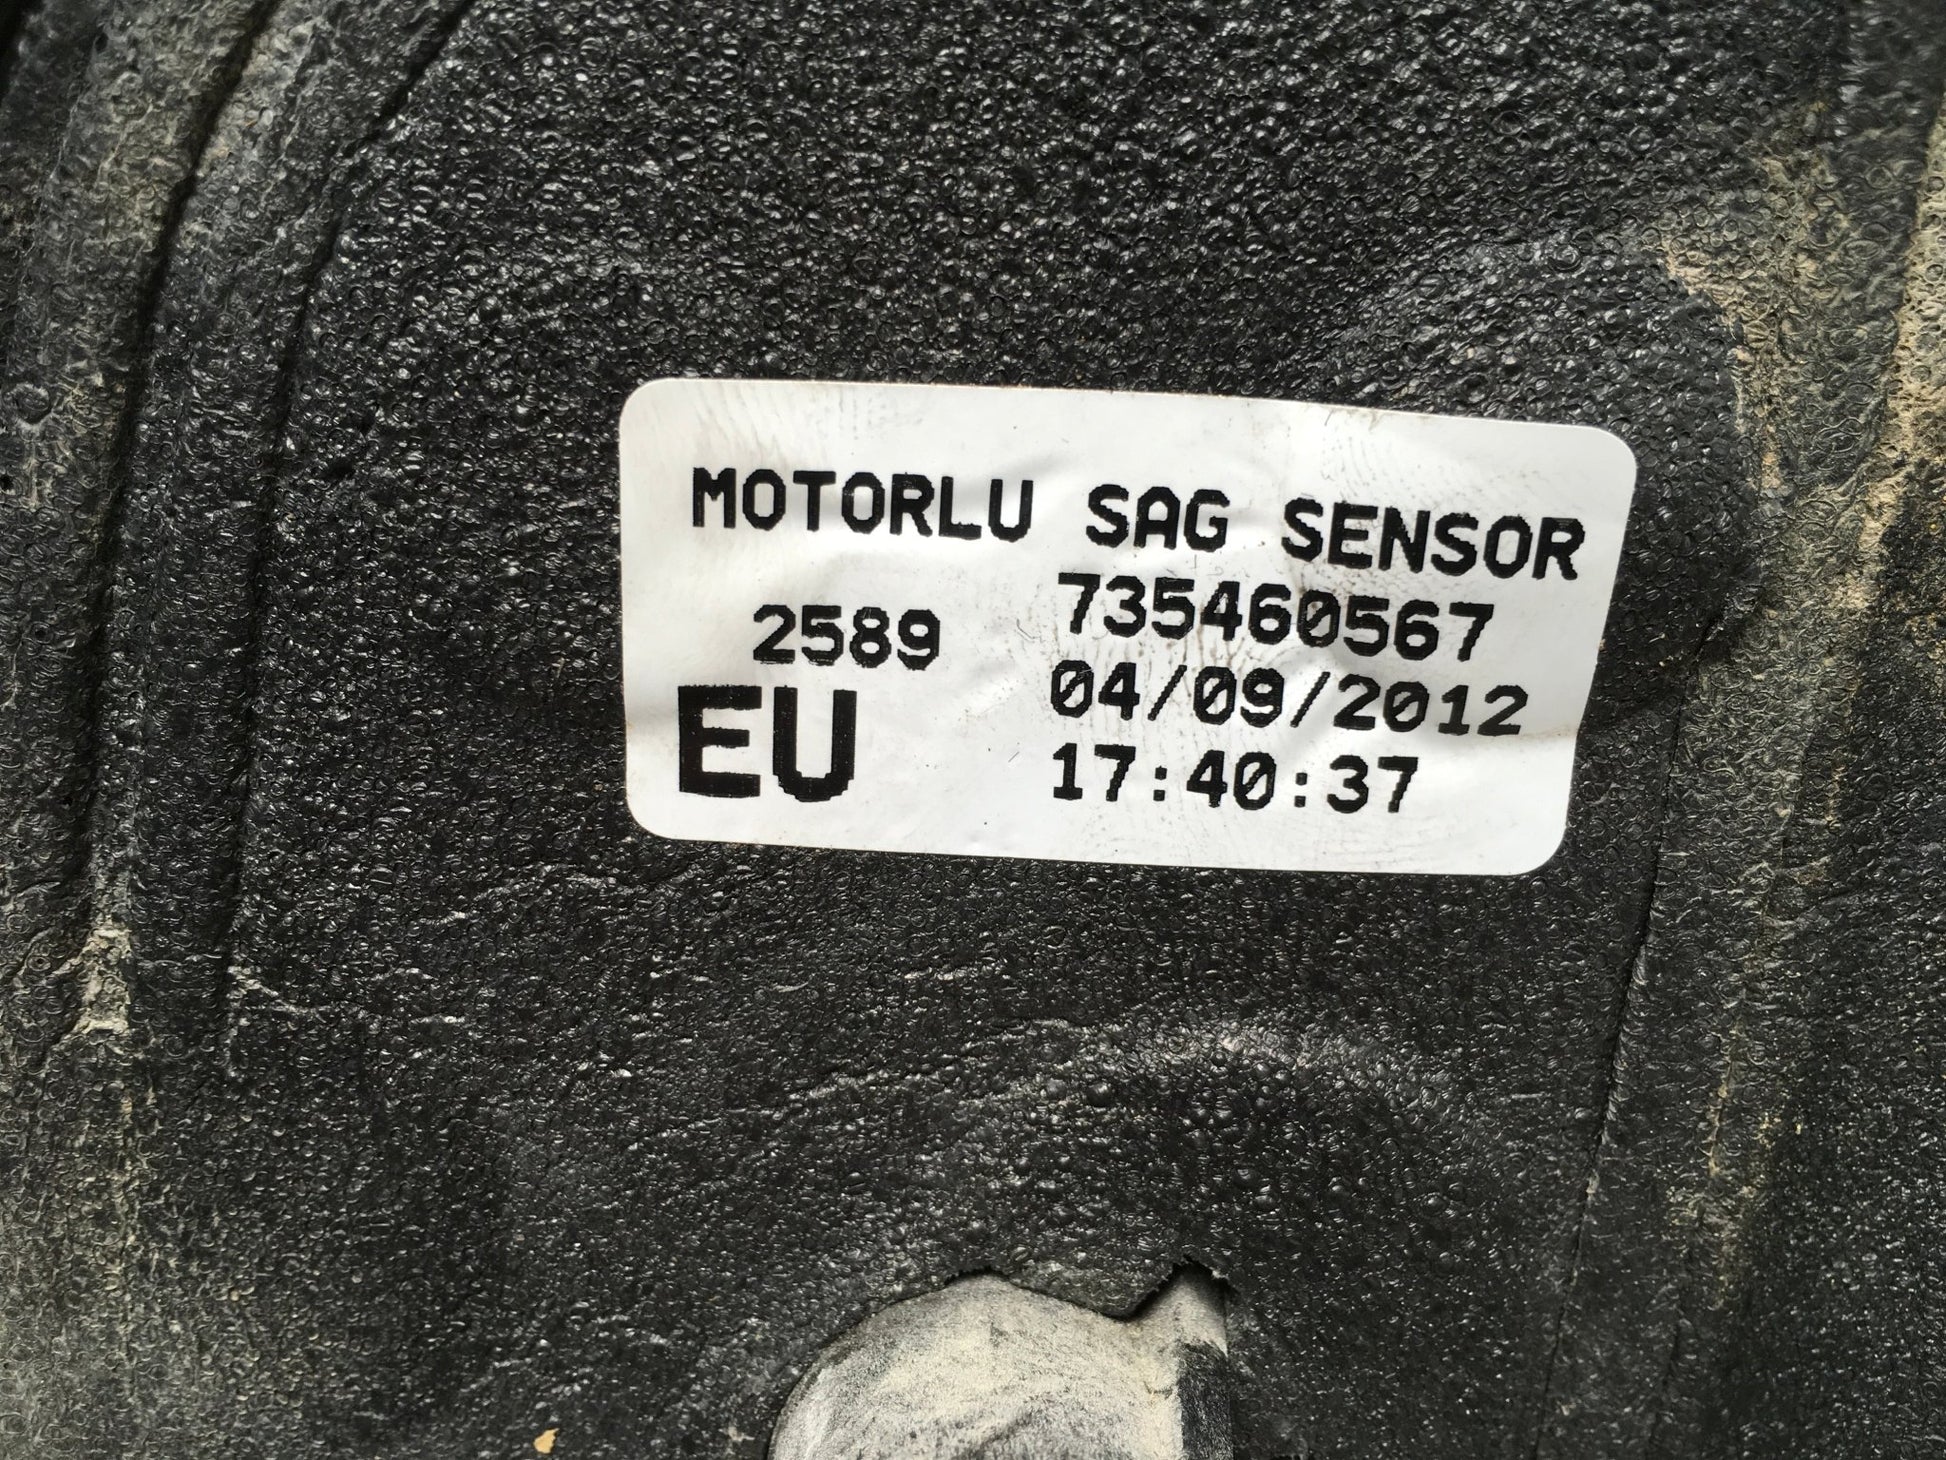 MOTORLU SAG SENSOR
735460567
2589
04/09/2012
EU
17:40:37